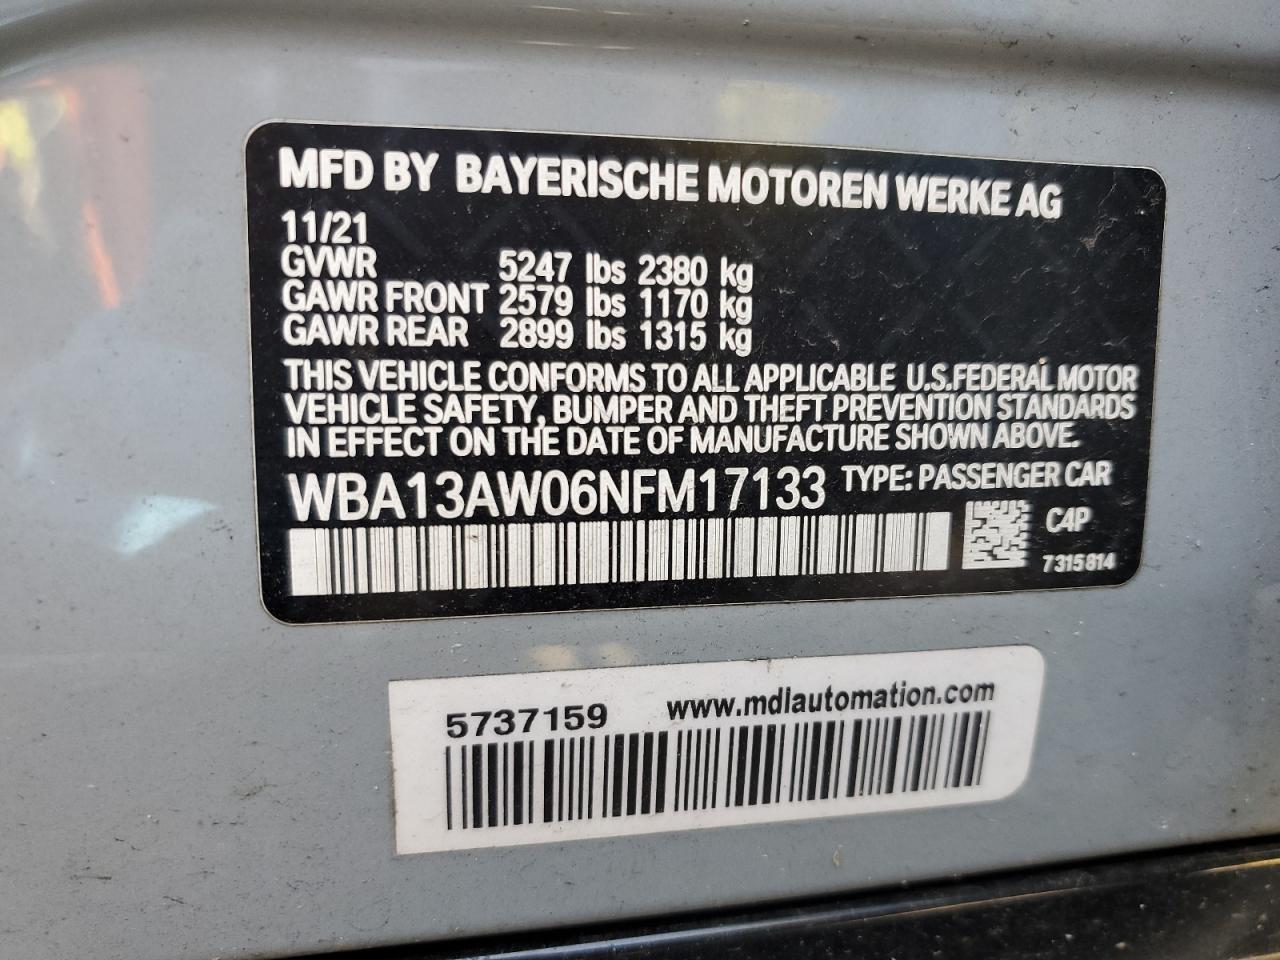 MFD BY BAYERISCHE MOTOREN WERKE AG
11/21
GVWR 5247 lbs 2380 kg
GAWR FRONT 2579 lbs 1170 kg
GAWR REAR 2899 lbs 1315 kg
THIS VEHICLE CONFORMS TO ALL APPLICABLE U.S.FEDERAL MOTOR
VEHICLE SAFETY, BUMPER AND THEFT PREVENTION STANDARDS
IN EFFECT ON THE DATE OF MANUFACTURE SHOWN ABOVE.
WBA13AW06NFM17133 TYPE: PASSENGER CAR
C4P
7315814
5737159 www.mdlautomation.com